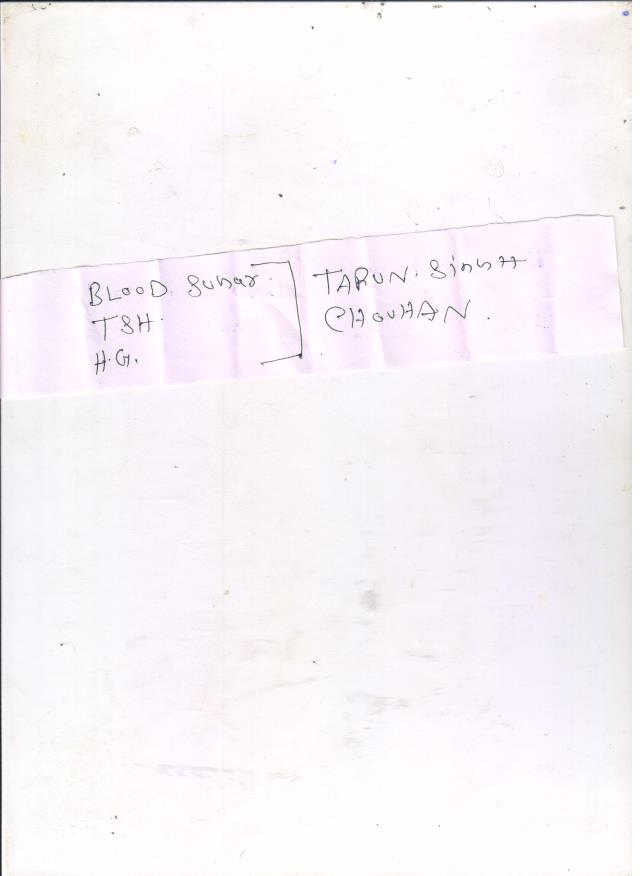 BLOOD. Sugar.
TSH.
H.G.
TARUN. Singh
CHOUHAN.